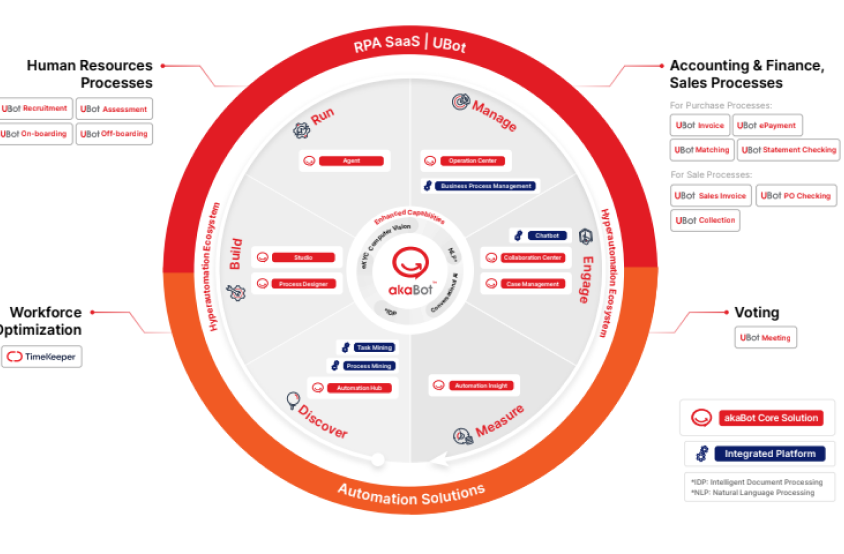 RPA SaaS | UBot
Human Resources
Processes
UBot Recruitment
UBot Assessment
UBot On-boarding
UBot Off-boarding
Accounting & Finance,
Sales Processes
For Purchase Processes:
UBot Invoice
UBot ePayment
UBot Matching
UBot Statement Checking
For Sale Processes:
UBot Sales Invoice
UBot PO Checking
UBot Collection
Run
Agent
Manage
Operation Center
Business Process Management
Hyperautomation Ecosystem
Build
Studio
Process Designer
Enhanced Capabilities
Computer Vision
NLP*
Conversational AI
*IDP
akaBot™
Engage
Chatbot
Collaboration Center
Case Management
Hyperautomation Ecosystem
Discover
Task Mining
Process Mining
Automation Hub
Measure
Automation Insight
Workforce
Optimization
TimeKeeper
Voting
UBot Meeting
Automation Solutions
akaBot Core Solution
Integrated Platform
*IDP: Intelligent Document Processing
*NLP: Natural Language Processing